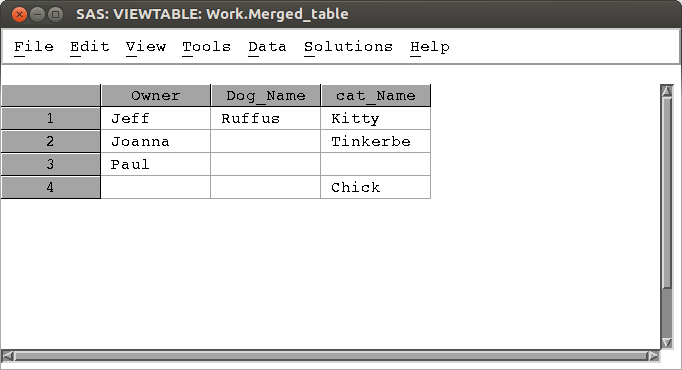 SAS: VIEWTABLE: Work.Merged_table
File Edit View Tools Data Solutions Help
Owner Dog_Name cat_Name
1 Jeff Ruffus Kitty
2 Joanna Tinkerbe
3 Paul
4 Chick